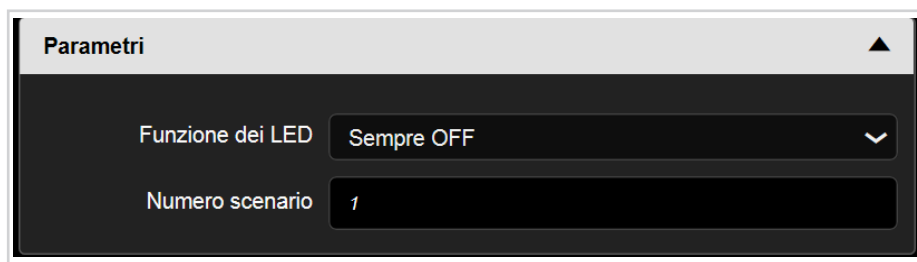 Parametri
Funzione dei LED Sempre OFF
Numero scenario 1